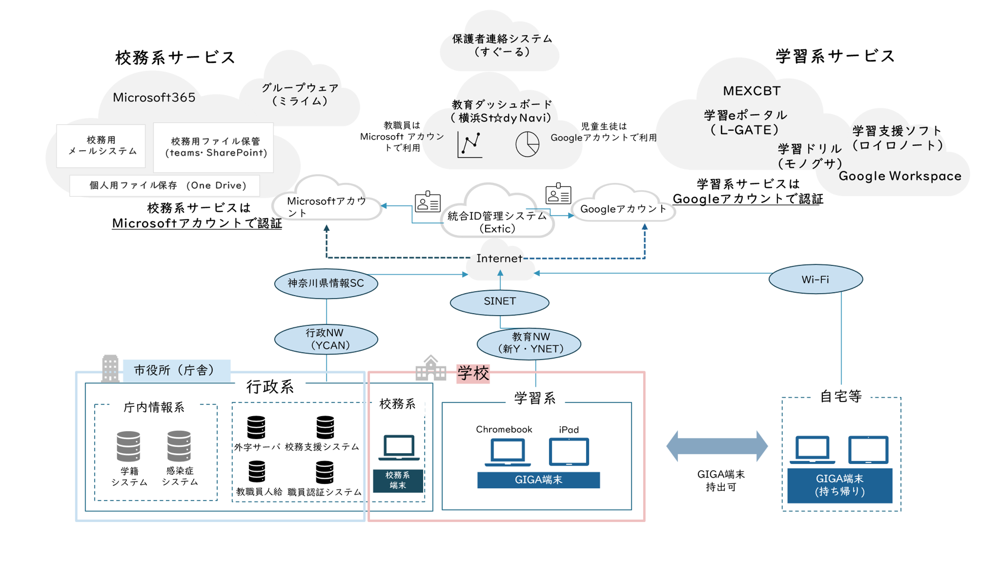 保護者連絡システム
（すぐーる）
校務系サービス
学習系サービス
Microsoft365
グループウェア
（ミライム）
校務用
メールシステム
校務用ファイル保管
(teams・SharePoint)
個人用ファイル保存　(One Drive)
校務系サービスは
Microsoftアカウントで認証
教育ダッシュボード
（ 横浜St☆dy Navi）
教職員は
Microsoft アカウン
トで利用
児童生徒は
Googleアカウントで利用
MEXCBT
学習eポータル
（ L-GATE）
学習ドリル
（モノグサ）
学習支援ソフト
（ロイロノート）
Google Workspace
学習系サービスは
Googleアカウントで認証
Microsoftアカウ
ント
統合ID管理システム
（Extic）
Googleアカウント
Internet
神奈川県情報SC
SINET
Wi-Fi
行政NW
（YCAN）
教育NW
（新Y・YNET）
市役所（庁舎）
学校
行政系
庁内情報系
学籍
システム
感染症
システム
外字サーバ
校務支援システム
教職員人給
職員認証システム
校務系
校務系
端末
学習系
Chromebook
iPad
GIGA端末
GIGA端末
持出可
自宅等
GIGA端末
(持ち帰り)